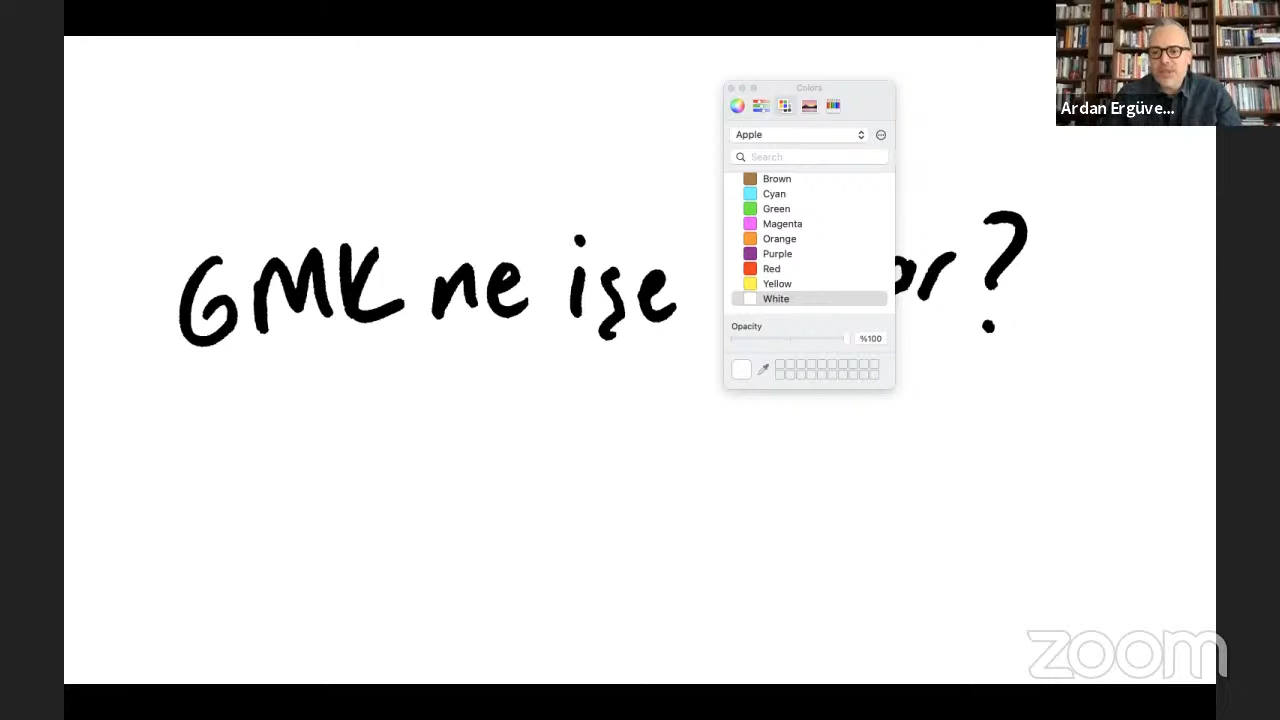 Colors
Ardan Ergüve...
Apple
Search
Brown
Cyan
Green
Magenta
Orange
Purple
Red
Yellow
White
GMK ne işe or ?
Opacity
%100
zoom